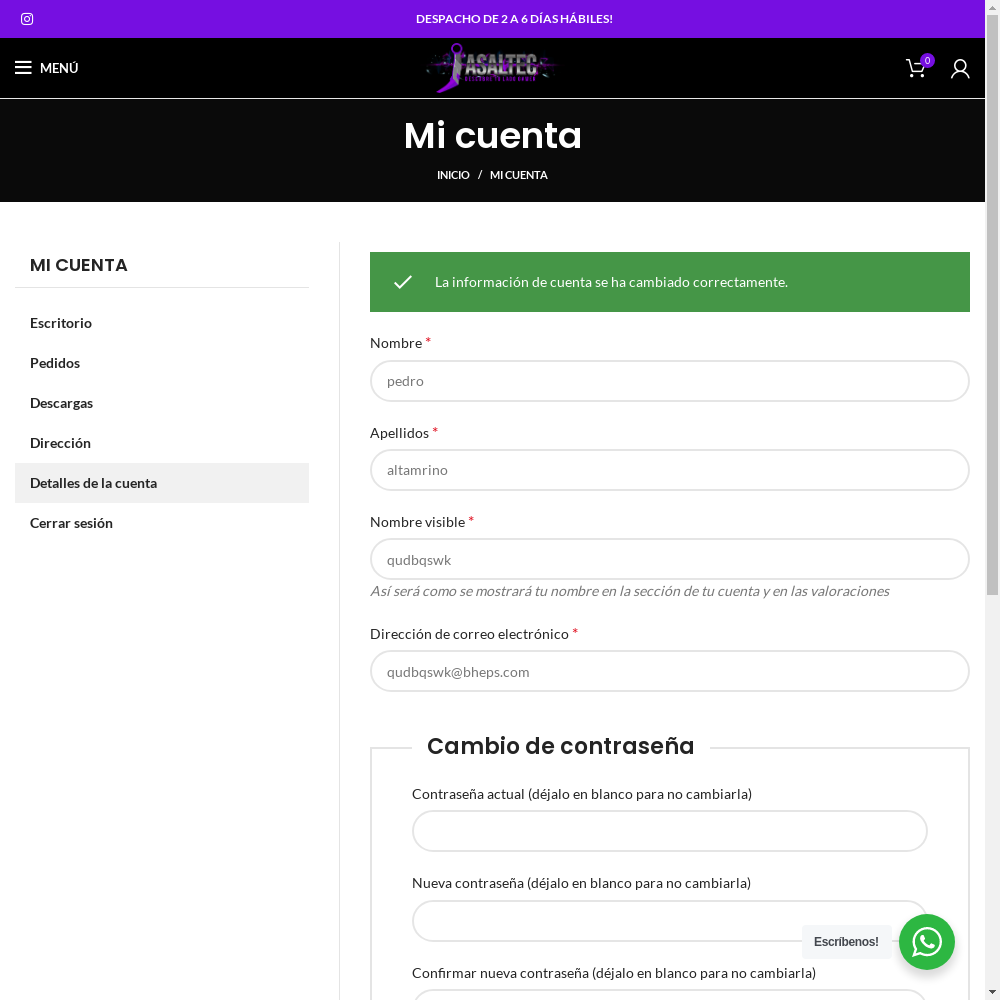 DESPACHO DE 2 A 6 DÍAS HÁBILES!
MENÚ
JASALTEC
0
Mi cuenta
INICIO / MI CUENTA
MI CUENTA
Escritorio
Pedidos
Descargas
Dirección
Detalles de la cuenta
Cerrar sesión
La información de cuenta se ha cambiado correctamente.
Nombre *
pedro
Apellidos *
altamrino
Nombre visible *
qudbqswk
Así será como se mostrará tu nombre en la sección de tu cuenta y en las valoraciones
Dirección de correo electrónico *
qudbqswk@bheps.com
Cambio de contraseña
Contraseña actual (déjalo en blanco para no cambiarla)
Nueva contraseña (déjalo en blanco para no cambiarla)
Escríbenos!
Confirmar nueva contraseña (déjalo en blanco para no cambiarla)